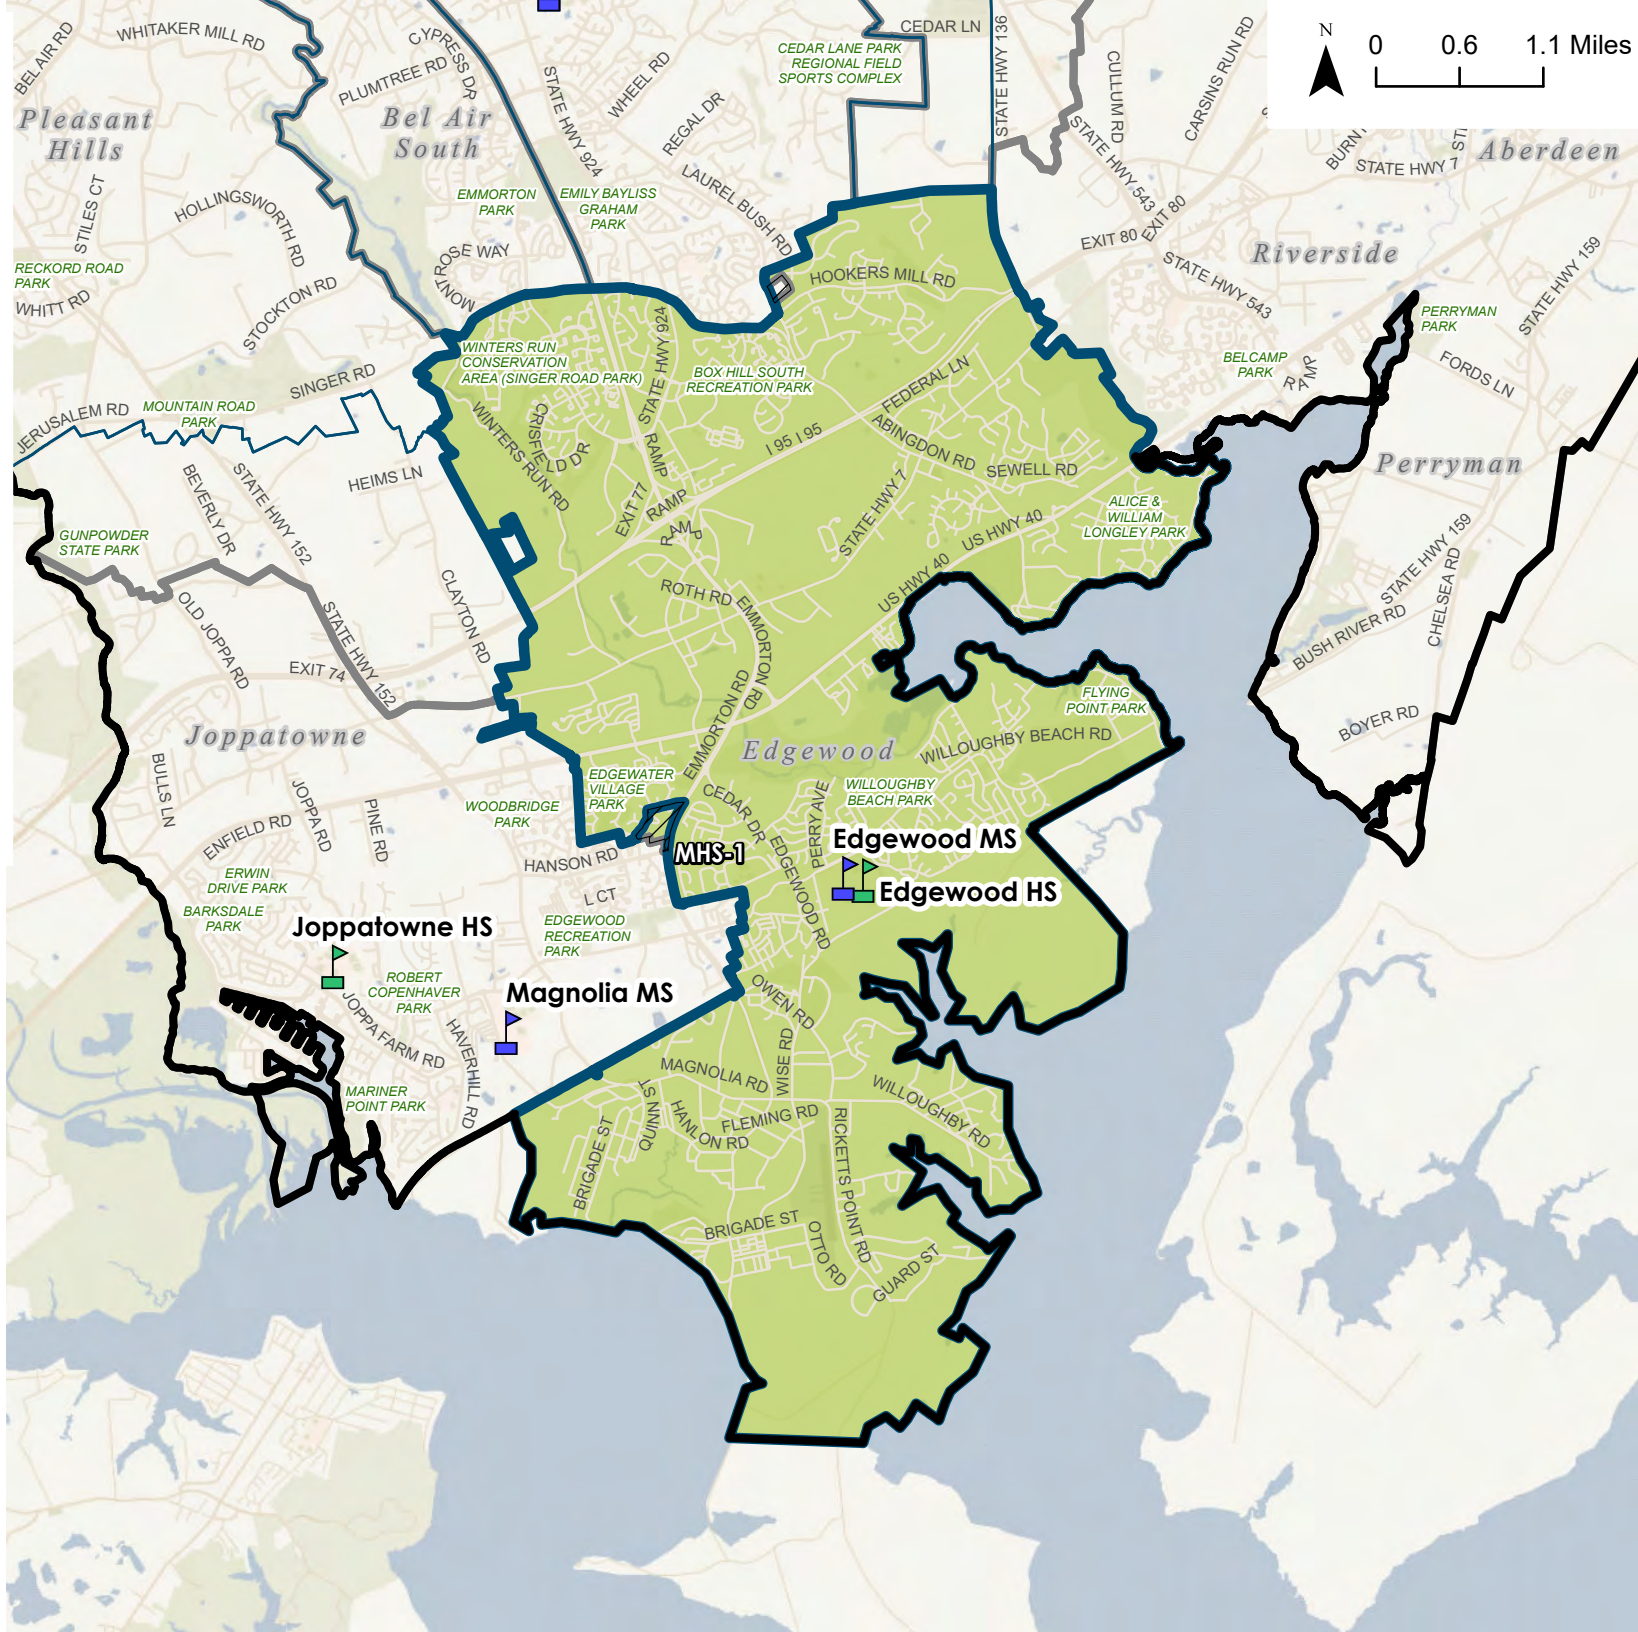 N
0 0.6 1.1 Miles
BEL AIR RD
WHITAKER MILL RD
CYPRESS DR
PLUMTREE RD
STATE HWY 924
WHEEL RD
REGAL DR
CEDAR LANE PARK
REGIONAL FIELD
SPORTS COMPLEX
CEDAR LN
STATE HWY 136
CULLUM RD
CARSINS RUN RD
Pleasant
Hills
Bel Air
South
STATE HWY 543
STATE HWY 7
Aberdeen
STILES CT
HOLLINGSWORTH RD
EMMORTON
PARK
EMILY BAYLISS
GRAHAM
PARK
LAUREL BUSH RD
EXIT 80
EXIT 80
Riverside
STATE HWY 159
RECKORD ROAD
PARK
WHITT RD
STOCKTON RD
MONTROSE WAY
HOOKERS MILL RD
STATE HWY 543
PERRYMAN
PARK
WINTERS RUN
CONSERVATION
AREA (SINGER ROAD PARK)
STATE HWY 924
BOX HILL SOUTH
RECREATION PARK
FEDERAL LN
BELCAMP
PARK
RAMP
FORDS LN
SINGER RD
JERUSALEM RD
MOUNTAIN ROAD
PARK
WINTERS RUN RD
CRISFIELD DR
RAMP
I 95 I 95
ABINGDON RD
SEWELL RD
Perryman
BEVERLY DR
STATE HWY 152
HEIMS LN
EXIT 77
RAMP
RAMP
STATE HWY 7
US HWY 40
ALICE &
WILLIAM
LONGLEY PARK
GUNPOWDER
STATE PARK
STATE HWY 159
CHELSEA RD
CLAYTON RD
ROTH RD
EMMORTON RD
US HWY 40
OLD JOPPA RD
STATE HWY 152
EXIT 74
BUSH RIVER RD
BOYER RD
FLYING
POINT PARK
Joppatowne
EMMORTON RD
Edgewood
WILLOUGHBY BEACH RD
BULLS LN
JOPPA RD
PINE RD
ENFIELD RD
WOODBRIDGE
PARK
EDGEWATER
VILLAGE
PARK
CEDAR DR
PERRY AVE
WILLOUGHBY
BEACH PARK
HANSON RD
MHS-1
EDGEWOOD RD
Edgewood MS
Edgewood HS
ERWIN
DRIVE PARK
BARKSDALE
PARK
L CT
EDGEWOOD
RECREATION
PARK
Joppatowne HS
ROBERT
COPENHAVER
PARK
Magnolia MS
JOPPA FARM RD
HAVERHILL RD
OWEN RD
WISE RD
MARINER
POINT PARK
MAGNOLIA RD
WILLOUGHBY RD
QUINN ST
HANLON RD
FLEMING RD
BRIGADE ST
RICKETTS POINT RD
BRIGADE ST
OTTO RD
GUARD ST